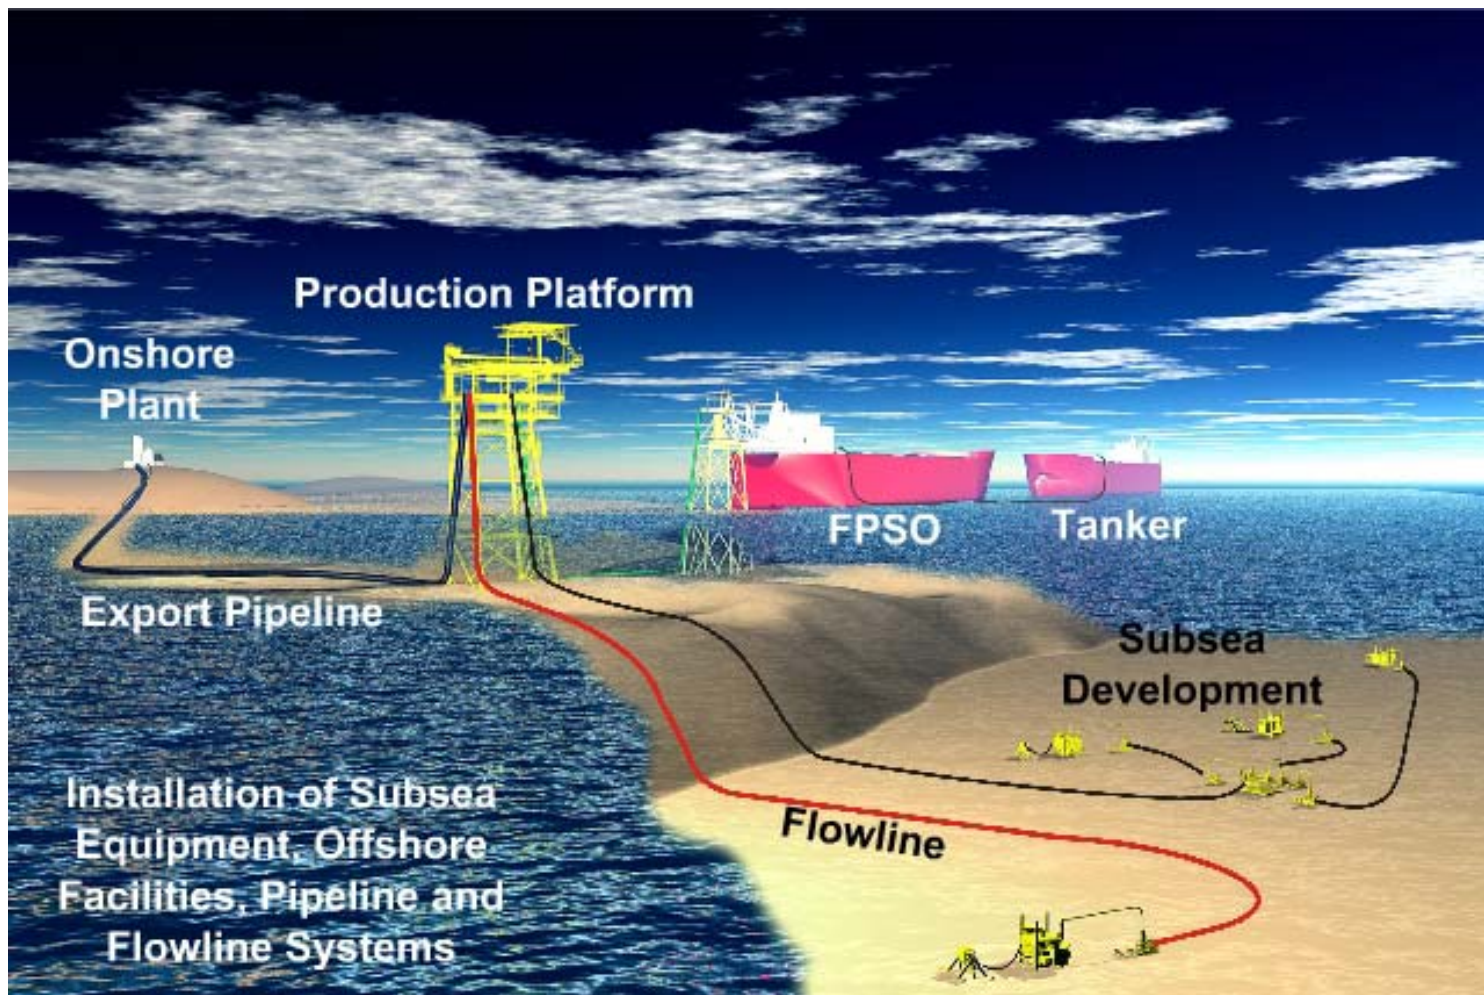 Production Platform
Onshore
Plant
FPSO
Tanker
Export Pipeline
Subsea
Development
Flowline
Installation of Subsea
Equipment, Offshore
Facilities, Pipeline and
Flowline Systems